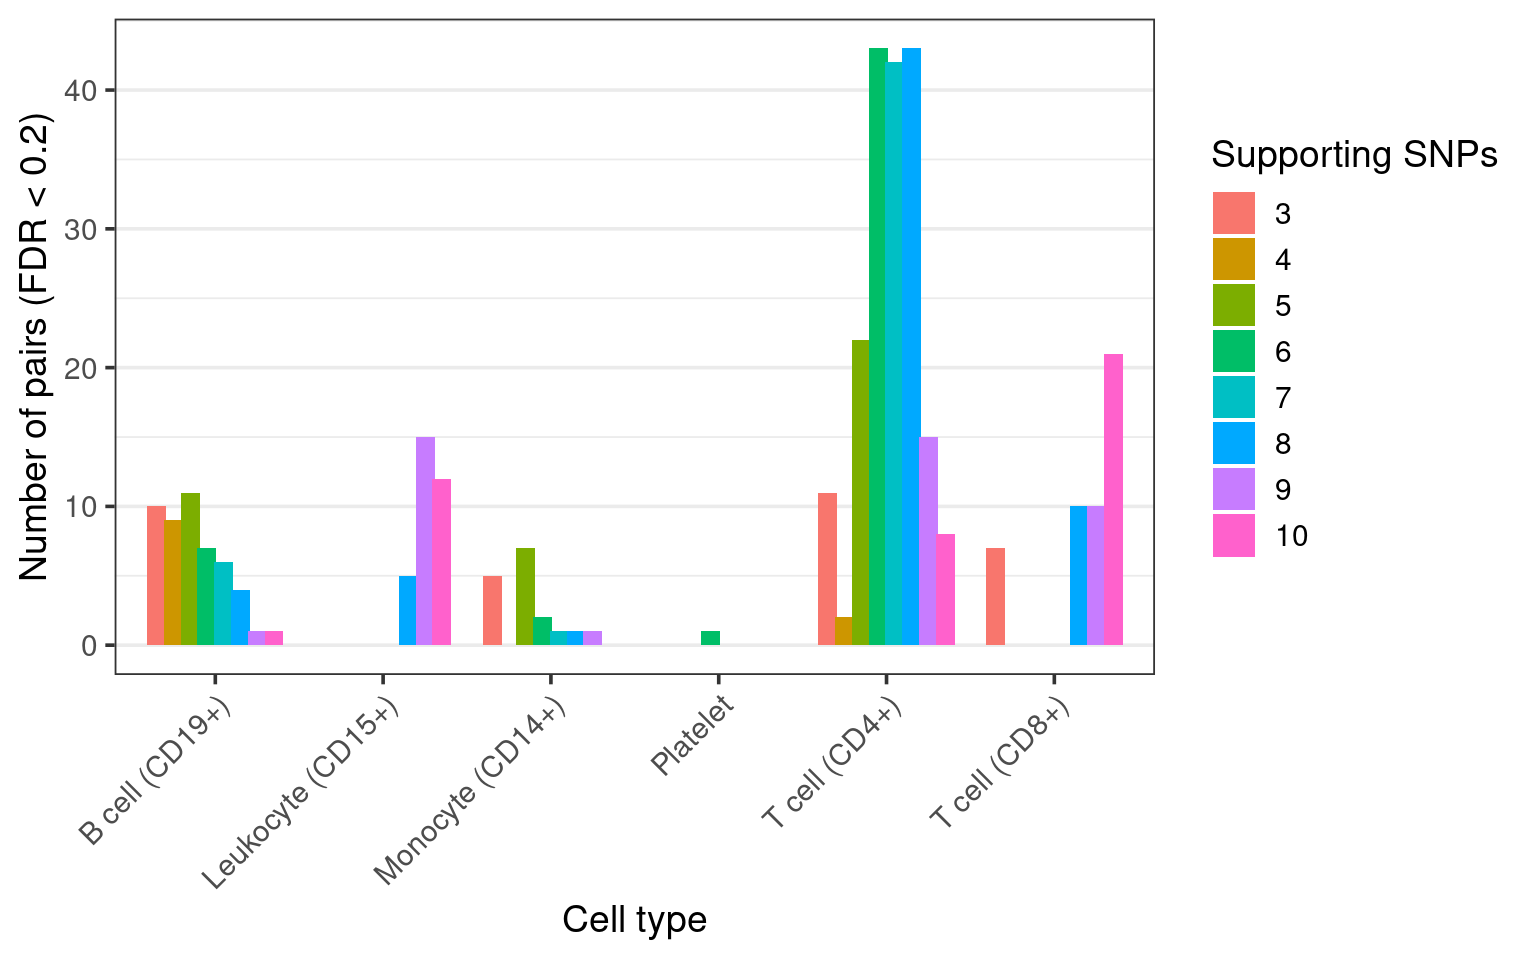 Number of pairs (FDR < 0.2)
40
30
20
10
0
B cell (CD19+)
Leukocyte (CD15+)
Monocyte (CD14+)
Platelet
T cell (CD4+)
T cell (CD8+)
Cell type
Supporting SNPs
3
4
5
6
7
8
9
10